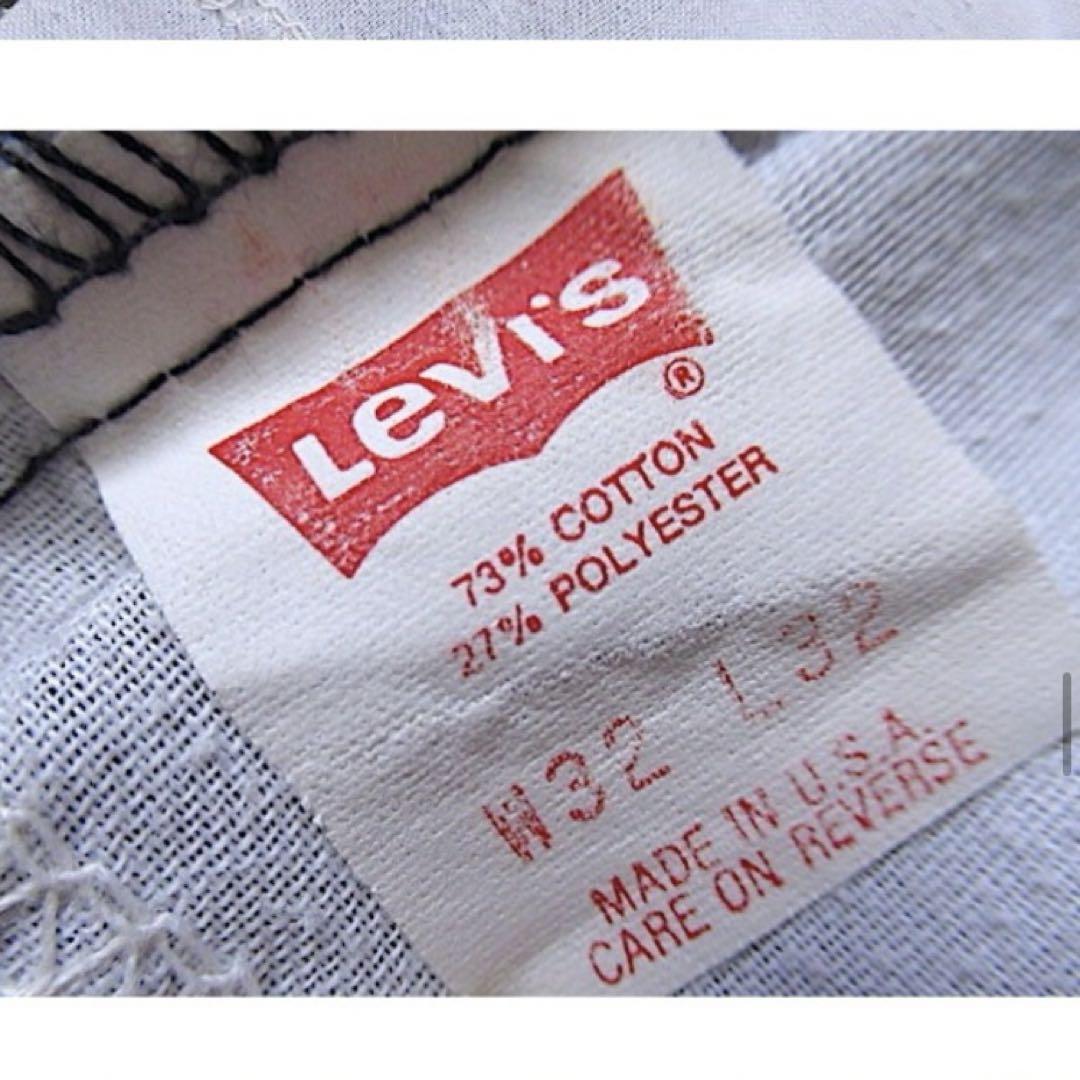 Levi's
®
73% COTTON
27% POLYESTER
W32 L32
MADE IN U.S.A.
CARE ON REVERSE